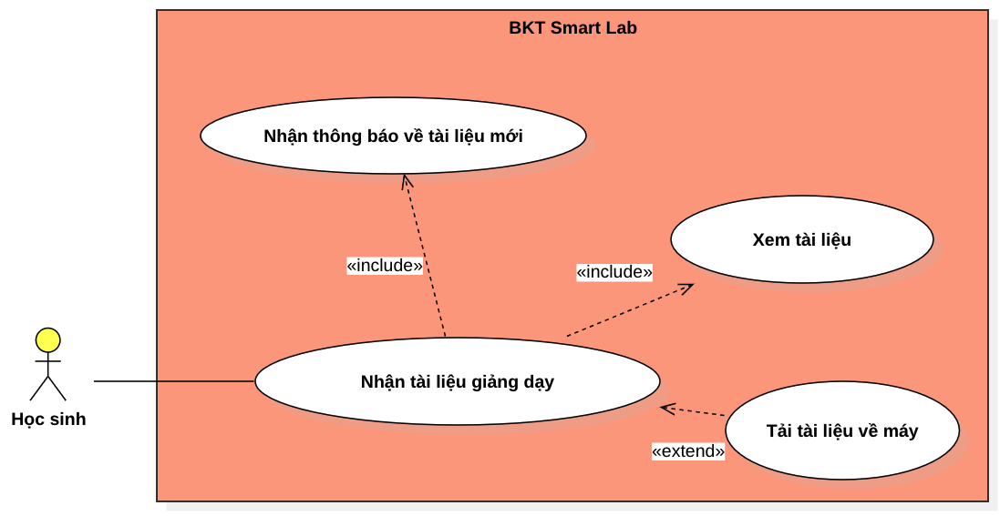 BKT Smart Lab
Nhận thông báo về tài liệu mới
Xem tài liệu
«include»
«include»
Nhận tài liệu giảng dạy
Học sinh
Tải tài liệu về máy
«extend»